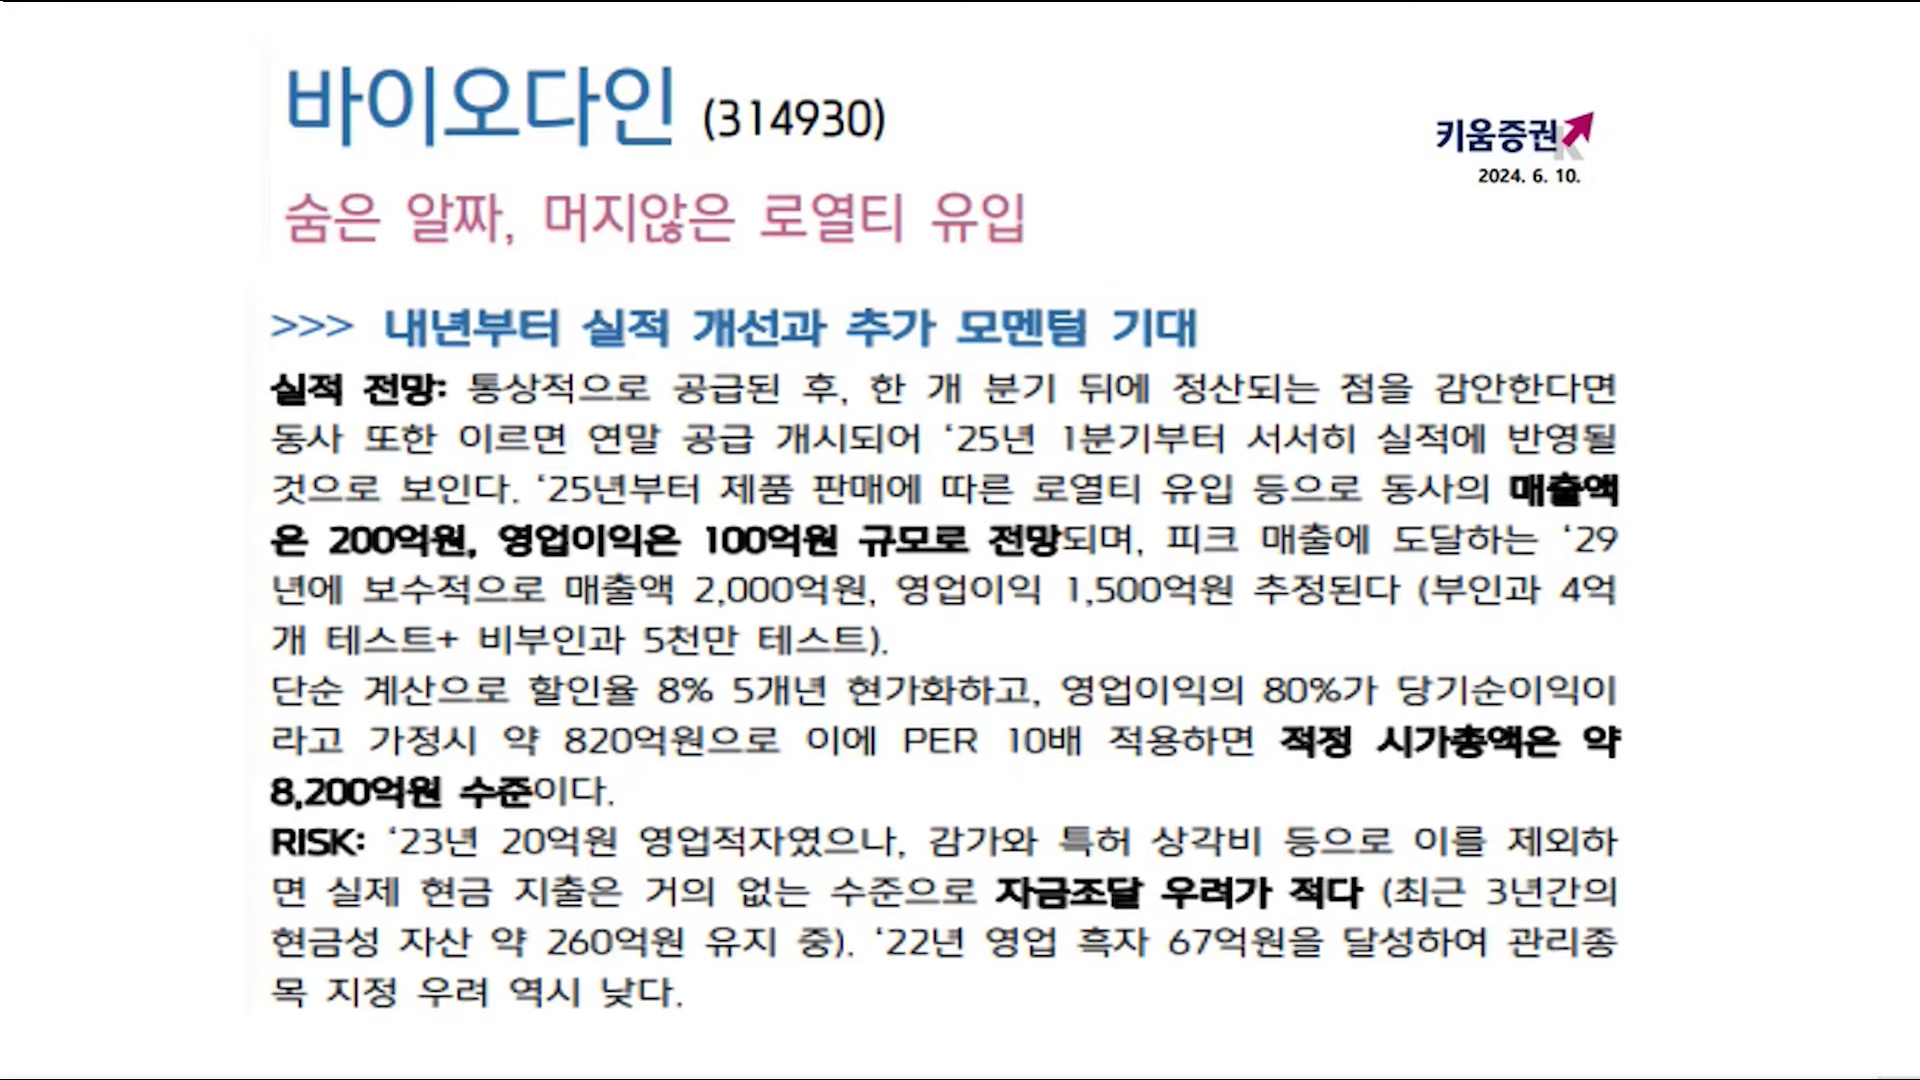 바이오다인 (314930)
키움증권
2024. 6. 10.
숨은 알짜, 머지않은 로열티 유입
>>> 내년부터 실적 개선과 추가 모멘텀 기대
실적 전망: 통상적으로 공급된 후, 한 개 분기 뒤에 정산되는 점을 감안한다면
동사 또한 이르면 연말 공급 개시되어 ‘25년 1분기부터 서서히 실적에 반영될
것으로 보인다. ‘25년부터 제품 판매에 따른 로열티 유입 등으로 동사의 매출액
은 200억원, 영업이익은 100억원 규모로 전망되며, 피크 매출에 도달하는 ‘29
년에 보수적으로 매출액 2,000억원, 영업이익 1,500억원 추정된다 (부인과 4억
개 테스트+ 비부인과 5천만 테스트).
단순 계산으로 할인율 8% 5개년 현가화하고, 영업이익의 80%가 당기순이익이
라고 가정시 약 820억원으로 이에 PER 10배 적용하면 적정 시가총액은 약
8,200억원 수준이다.
RISK: ‘23년 20억원 영업적자였으나, 감가와 특허 상각비 등으로 이를 제외하
면 실제 현금 지출은 거의 없는 수준으로 자금조달 우려가 적다 (최근 3년간의
현금성 자산 약 260억원 유지 중). ‘22년 영업 흑자 67억원을 달성하여 관리종
목 지정 우려 역시 낮다.